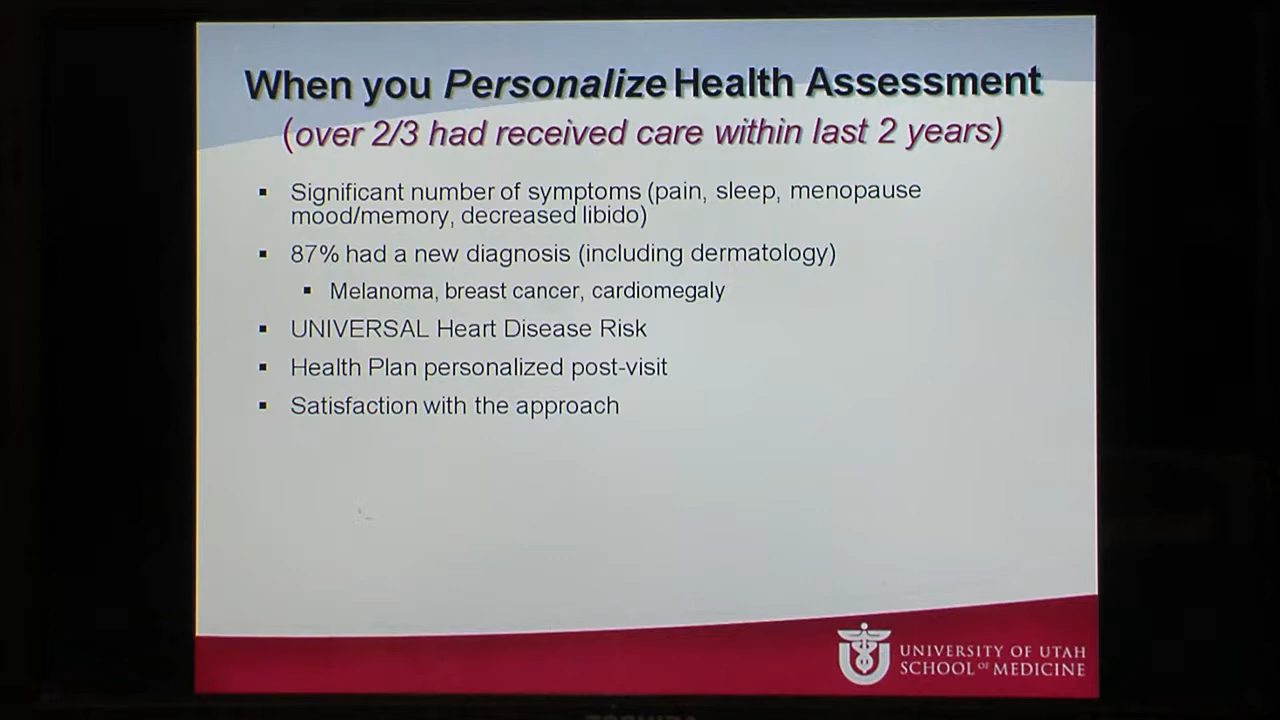 When you Personalize Health Assessment
(over 2/3 had received care within last 2 years)
▪ Significant number of symptoms (pain, sleep, menopause
mood/memory, decreased libido)
▪ 87% had a new diagnosis (including dermatology)
▪ Melanoma, breast cancer, cardiomegaly
▪ UNIVERSAL Heart Disease Risk
▪ Health Plan personalized post-visit
▪ Satisfaction with the approach
UNIVERSITY OF UTAH
SCHOOL OF MEDICINE